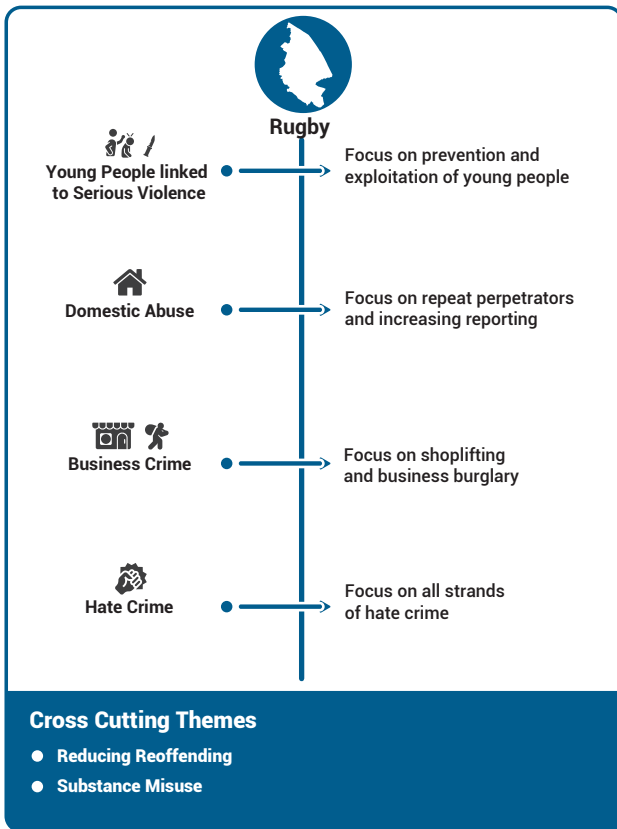 Rugby
Young People linked
to Serious Violence
Focus on prevention and
exploitation of young people
Domestic Abuse
Focus on repeat perpetrators
and increasing reporting
Business Crime
Focus on shoplifting
and business burglary
Hate Crime
Focus on all strands
of hate crime
Cross Cutting Themes
Reducing Reoffending
Substance Misuse